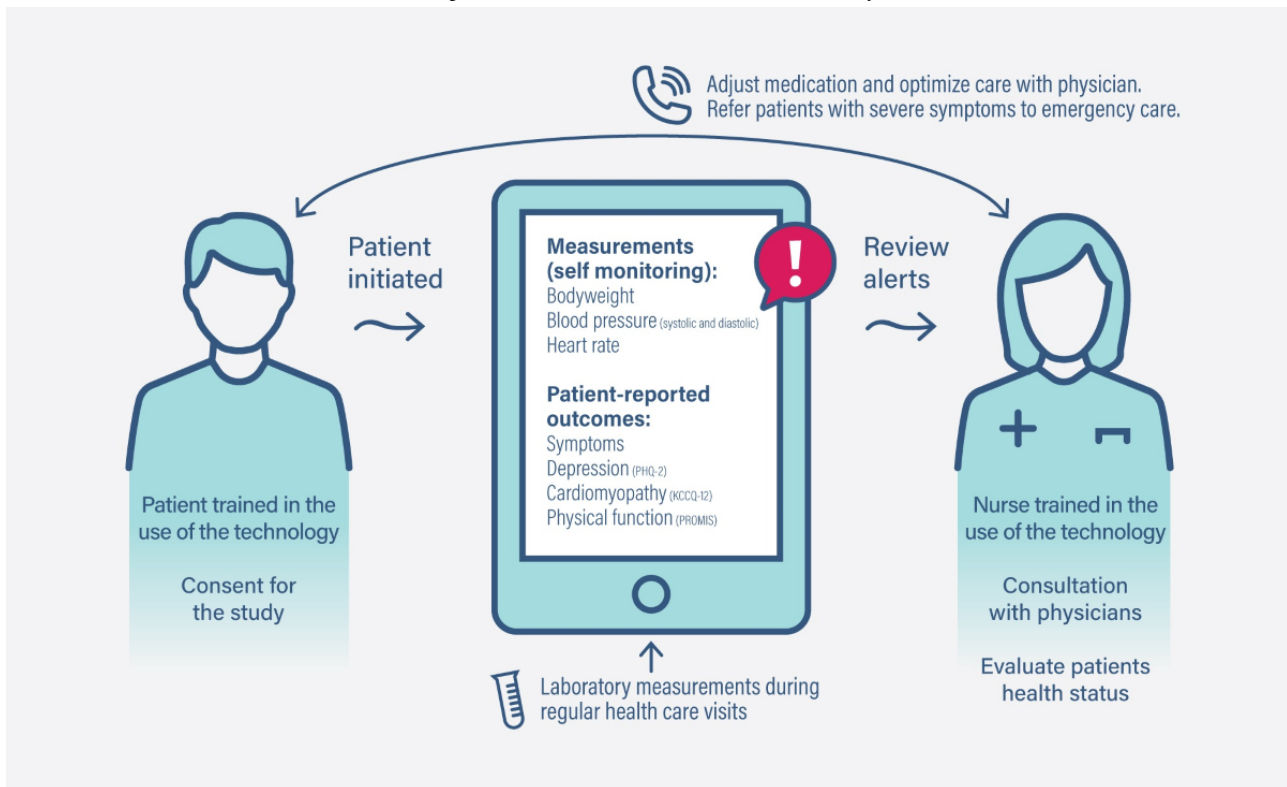 Adjust medication and optimize care with physician.
Refer patients with severe symptoms to emergency care.
Patient
initiated
Measurements
(self monitoring):
Bodyweight
Blood pressure (systolic and diastolic)
Heart rate
Patient-reported
outcomes:
Symptoms
Depression (PHQ-2)
Cardiomyopathy (KCCQ-12)
Physical function (PROMIS)
!
Review
alerts
Patient trained in the
use of the technology
Consent for
the study
Nurse trained in the
use of the technology
Consultation
with physicians
Evaluate patients
health status
Laboratory measurements during
regular health care visits